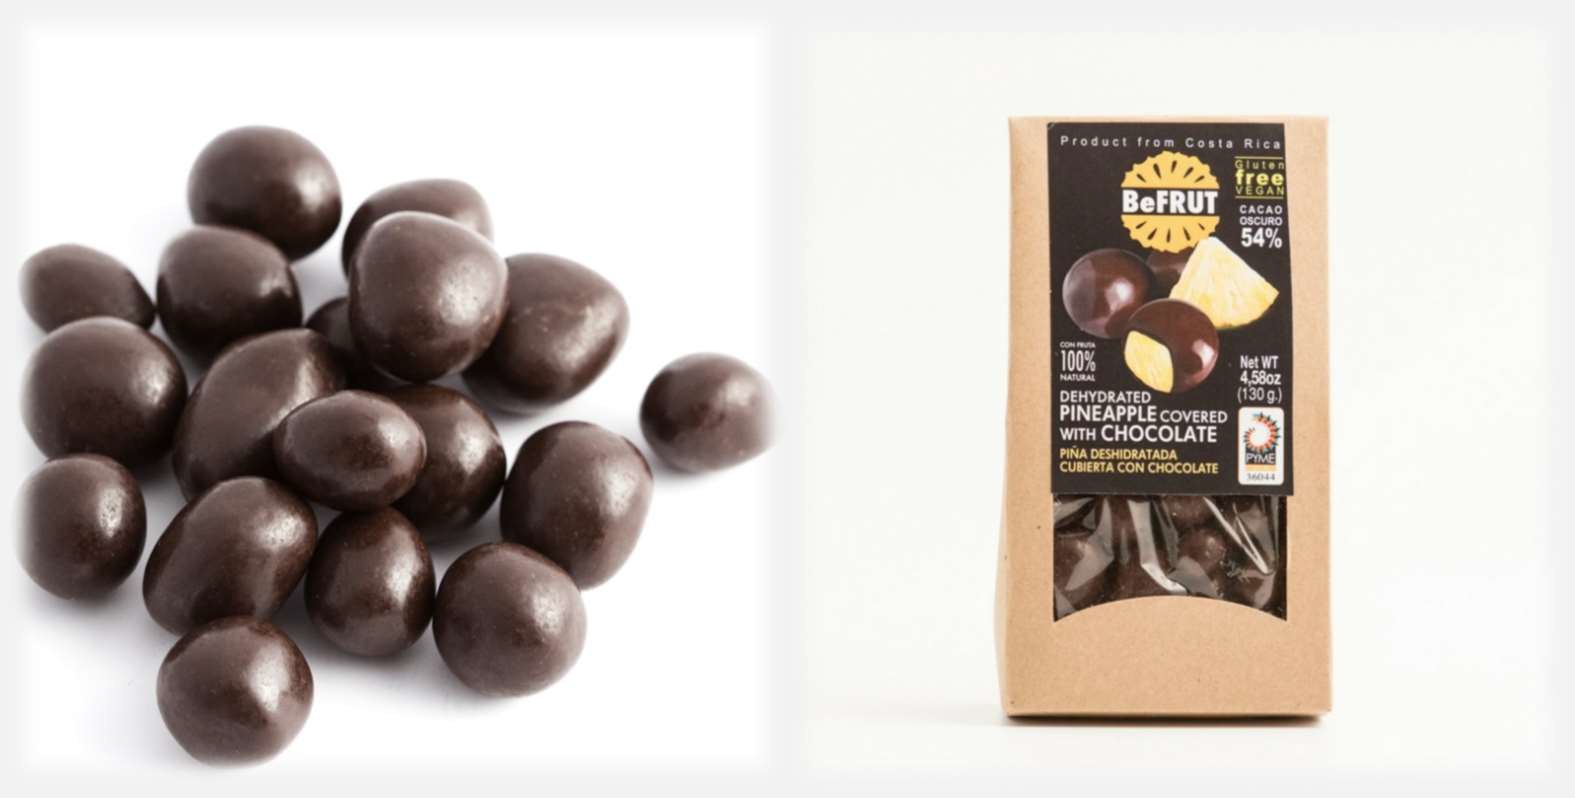 Product from Costa Rica
BeFRUT
Gluten
free
VEGAN
CACAO
OSCURO
54%
CON FRUTA
100%
NATURAL
Net WT
4,58oz
(130 g.)
DEHYDRATED
PINEAPPLE COVERED
WITH CHOCOLATE
PIÑA DESHIDRATADA
CUBIERTA CON CHOCOLATE
PYME
36044